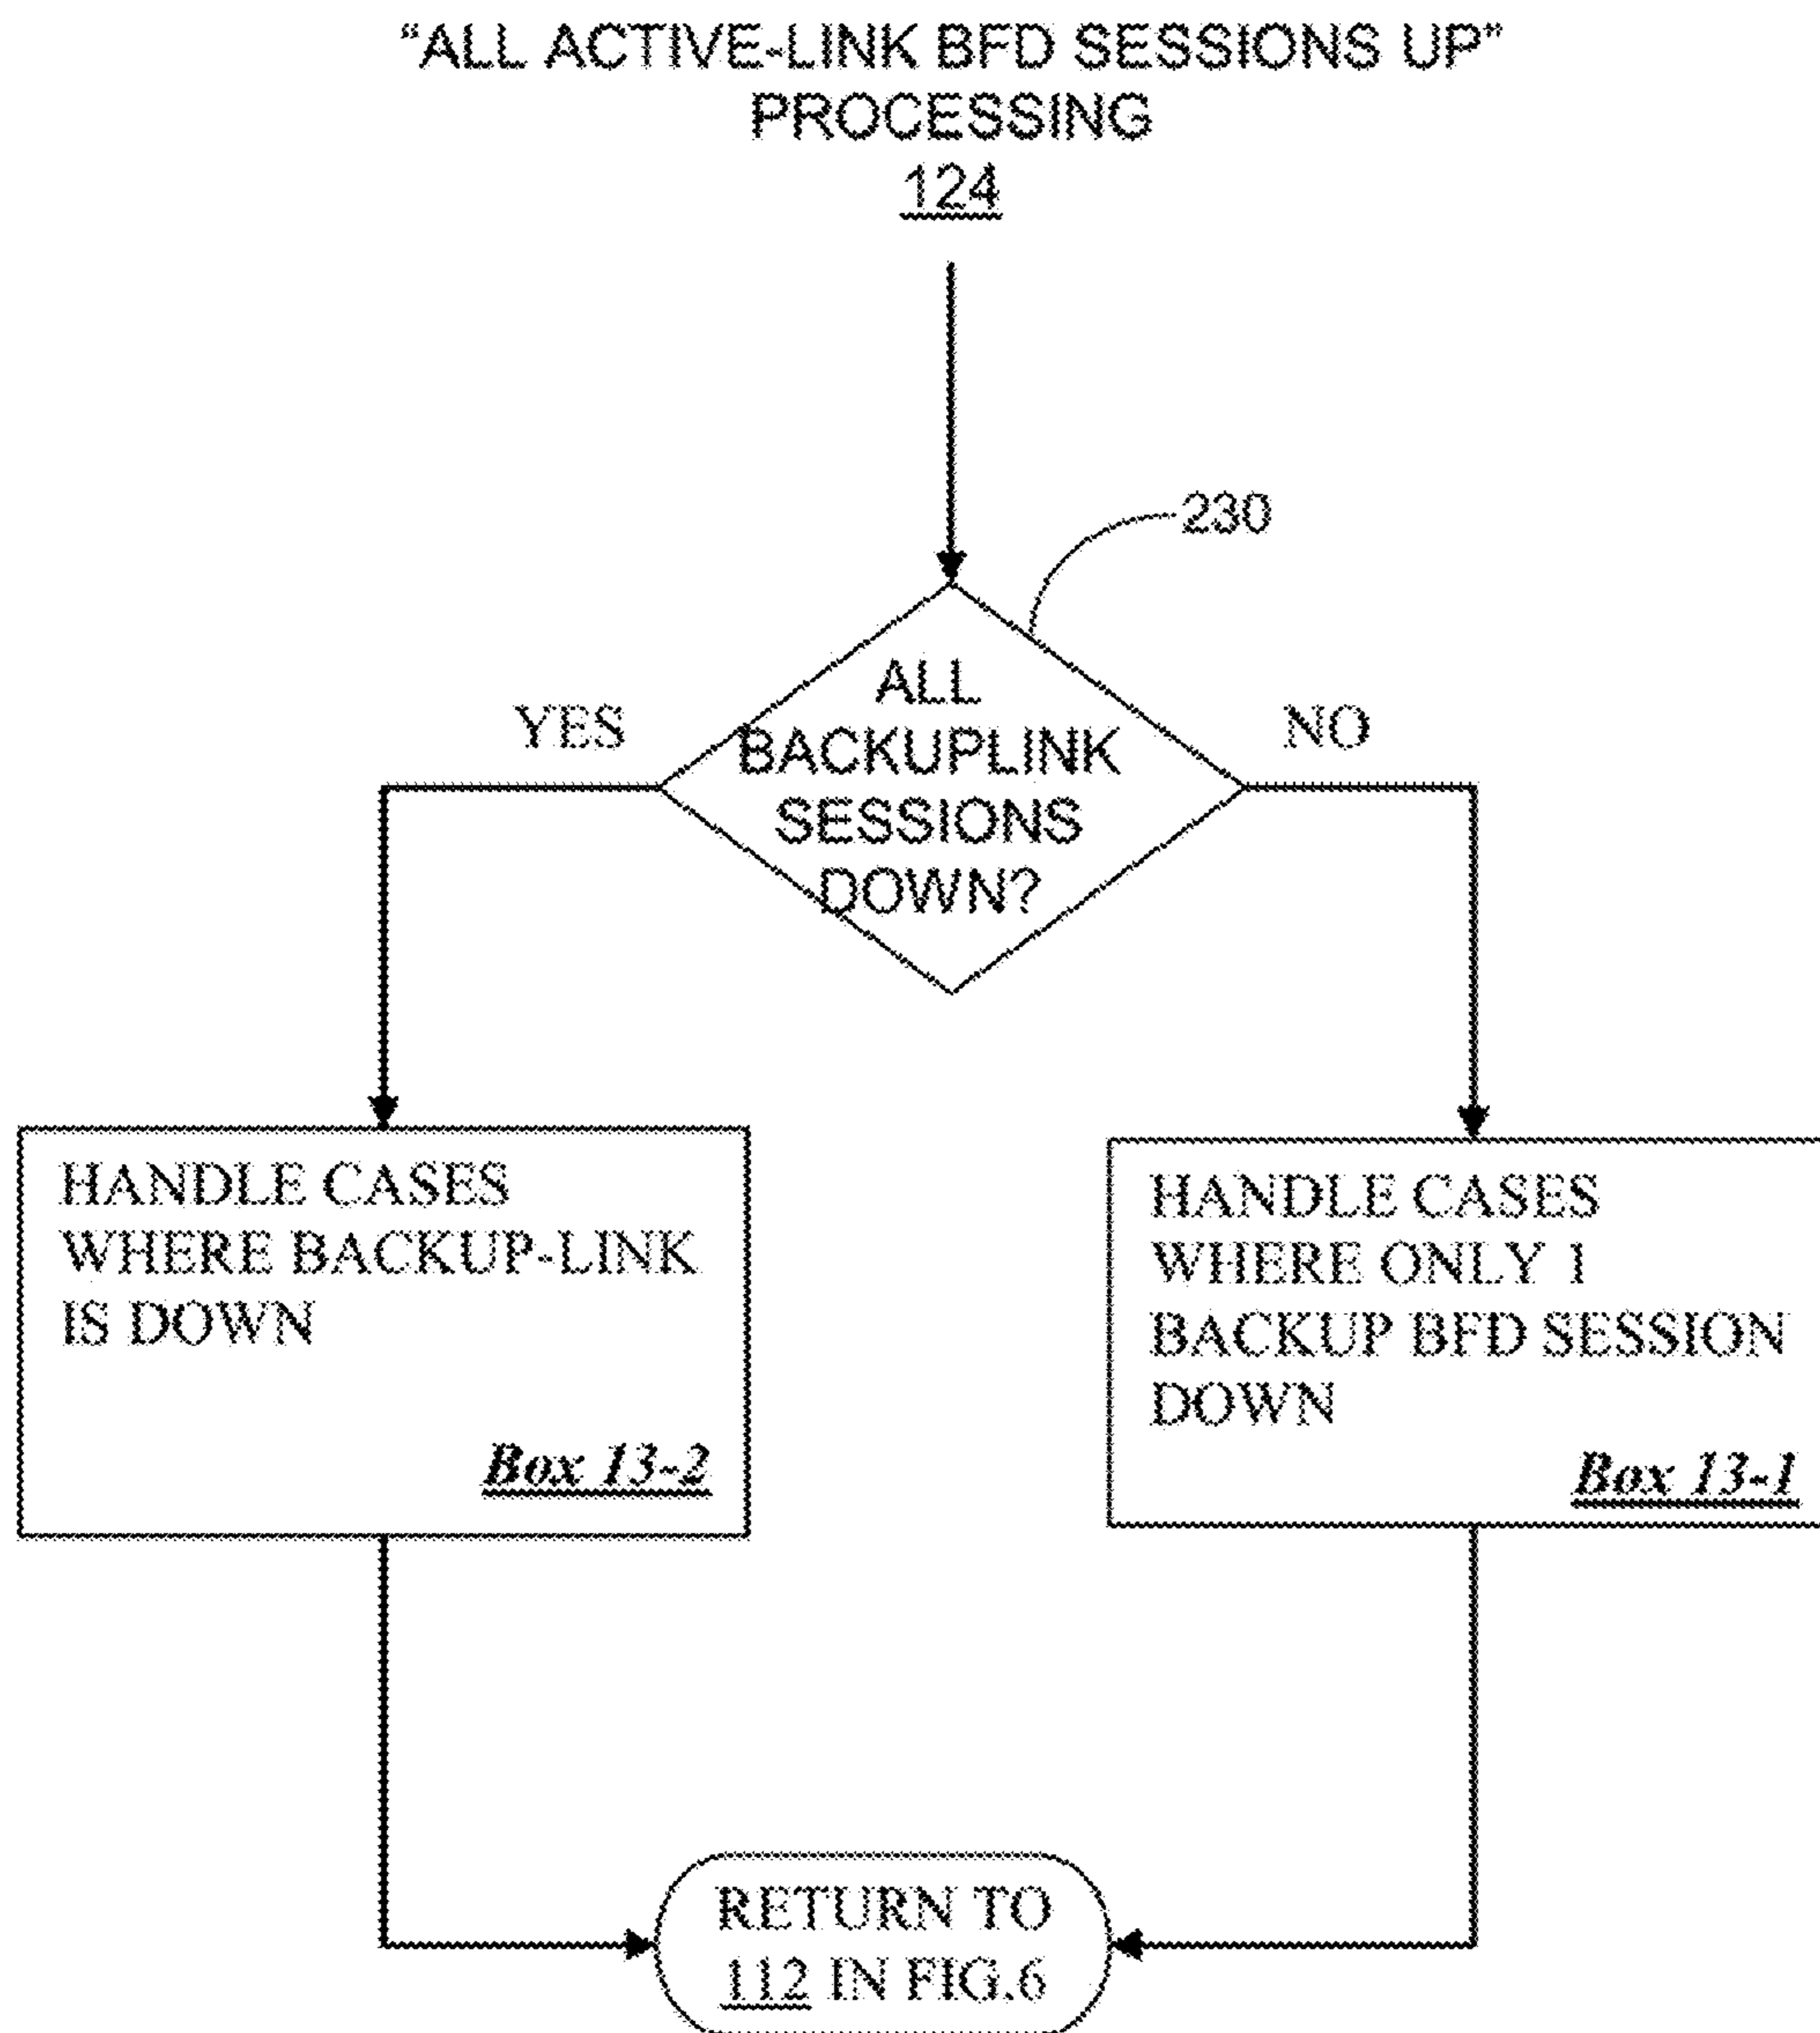 “ALL ACTIVE-LINK BFD SESSIONS UP”
PROCESSING
124
230
ALL
BACKUPLINK
SESSIONS
DOWN?
YES
NO
HANDLE CASES
WHERE BACKUP-LINK
IS DOWN
Box 13-2
HANDLE CASES
WHERE ONLY 1
BACKUP BFD SESSION
DOWN
Box 13-1
RETURN TO
112 IN FIG.6